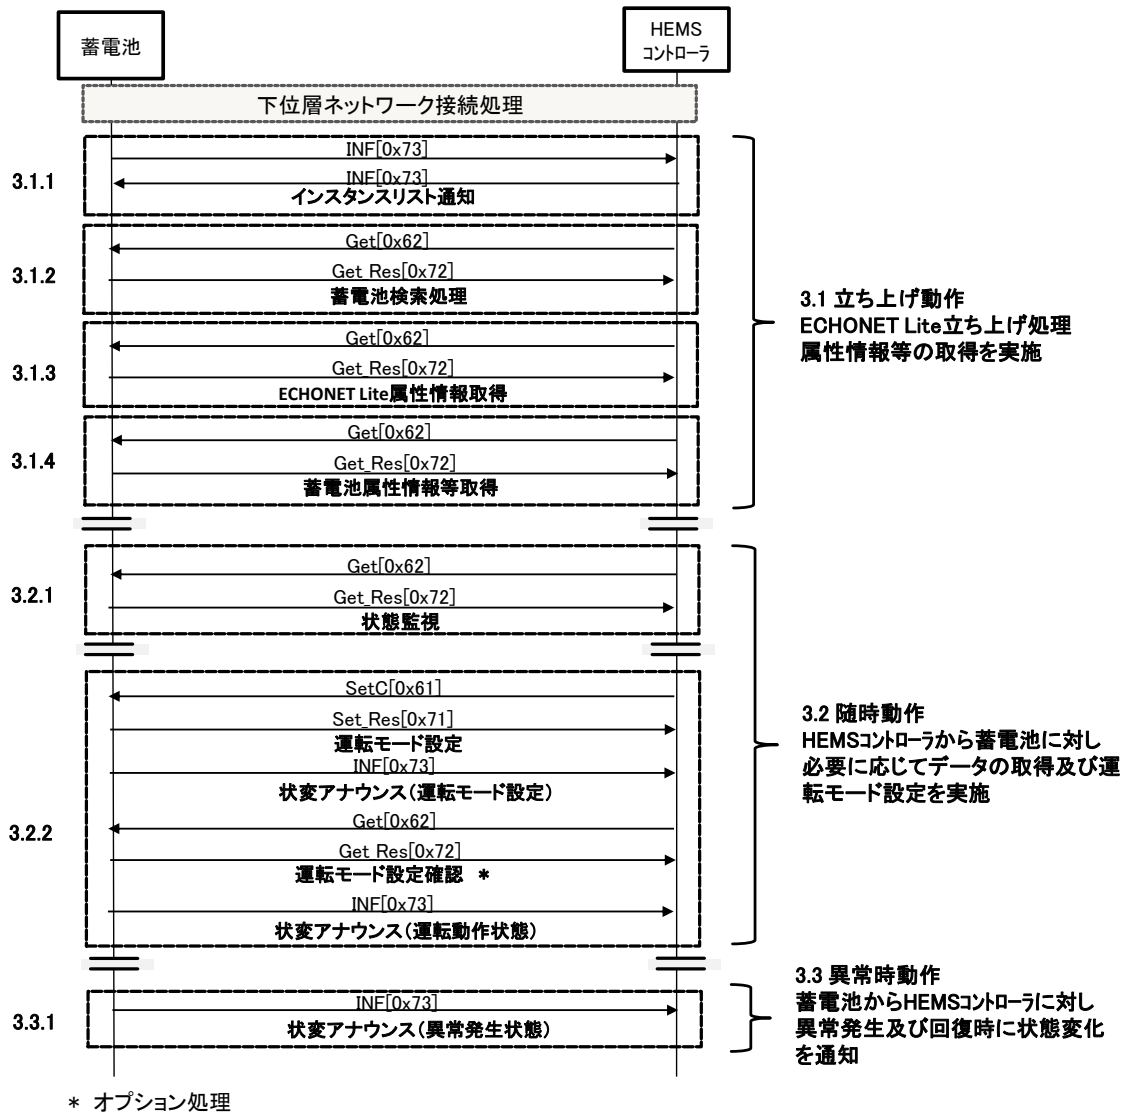 蓄電池
HEMS
コントローラ
下位層ネットワーク接続処理
3.1.1
INF[0x73]
INF[0x73]
インスタンスリスト通知
3.1.2
Get[0x62]
Get_Res[0x72]
蓄電池検索処理
3.1.3
Get[0x62]
Get_Res[0x72]
ECHONET Lite属性情報取得
3.1.4
Get[0x62]
Get_Res[0x72]
蓄電池属性情報等取得
3.1 立ち上げ動作
ECHONET Lite立ち上げ処理
属性情報等の取得を実施
3.2.1
Get[0x62]
Get_Res[0x72]
状態監視
3.2.2
SetC[0x61]
Set_Res[0x71]
運転モード設定
INF[0x73]
状変アナウンス（運転モード設定）
Get[0x62]
Get_Res[0x72]
運転モード設定確認 *
INF[0x73]
状変アナウンス（運転動作状態）
3.2 随時動作
HEMSコントローラから蓄電池に対し
必要に応じてデータの取得及び運
転モード設定を実施
3.3.1
INF[0x73]
状変アナウンス（異常発生状態）
3.3 異常時動作
蓄電池からHEMSコントローラに対し
異常発生及び回復時に状態変化
を通知
* オプション処理